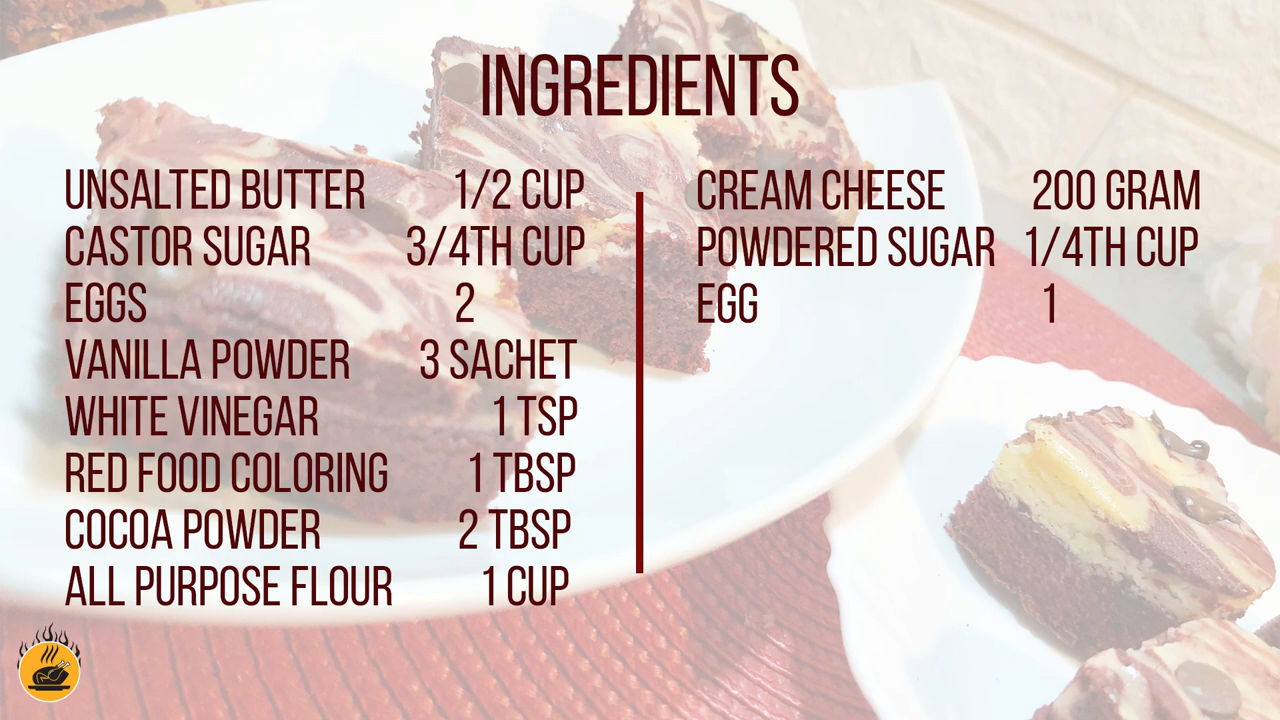 INGREDIENTS
UNSALTED BUTTER 1/2 CUP
CASTOR SUGAR 3/4TH CUP
EGGS 2
VANILLA POWDER 3 SACHET
WHITE VINEGAR 1 TSP
RED FOOD COLORING 1 TBSP
COCOA POWDER 2 TBSP
ALL PURPOSE FLOUR 1 CUP
CREAM CHEESE 200 GRAM
POWDERED SUGAR 1/4TH CUP
EGG 1